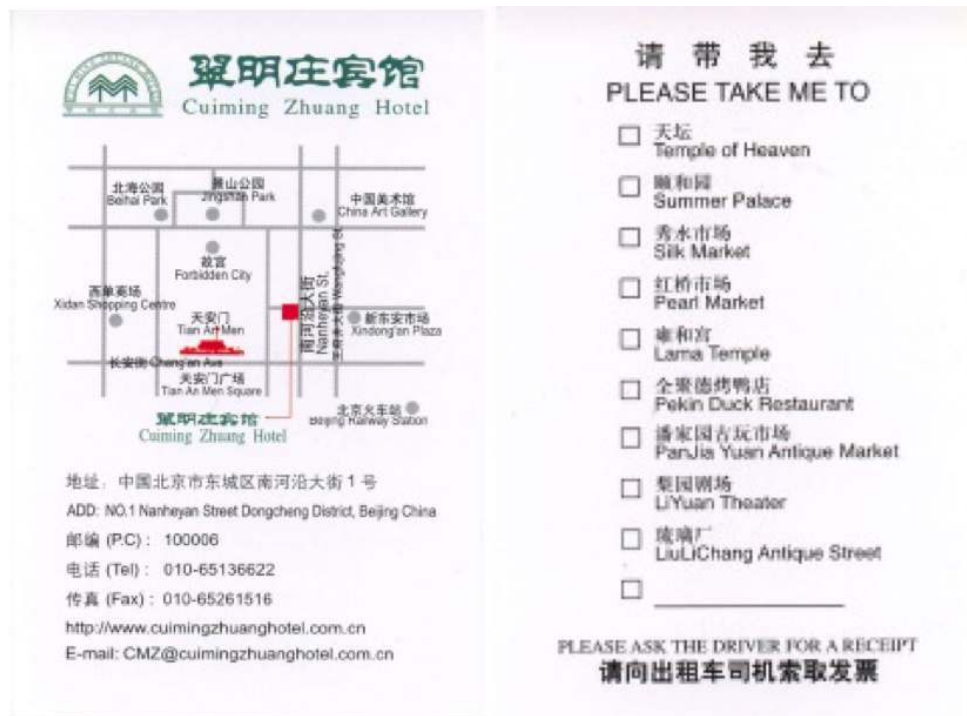 翠明庄宾馆
Cuiming Zhuang Hotel
北海公园
Beihai Park
景山公园
Jingshan Park
中国美术馆
China Art Gallery
故宫
Forbidden City
西单商场
Xidan Shopping Centre
天安门
Tian An Men
南河沿大街
Nanheyan St.
王府井大街 Wangfujing St.
新东安市场
Xindong'an Plaza
长安街 Chang'an Ave
天安门广场
Tian An Men Square
翠明庄宾馆
Cuiming Zhuang Hotel
北京火车站
Beijing Railway Station
地址：中国北京市东城区南河沿大街1号
ADD: NO.1 Nanheyan Street Dongcheng District, Beijing China
邮编 (P.C)： 100006
电话 (Tel)： 010-65136622
传真 (Fax)：010-65261516
http://www.cuimingzhuanghotel.com.cn
E-mail: CMZ@cuimingzhuanghotel.com.cn
请带我去
PLEASE TAKE ME TO
天坛
Temple of Heaven
颐和园
Summer Palace
秀水市场
Silk Market
红桥市场
Pearl Market
雍和宫
Lama Temple
全聚德烤鸭店
Pekin Duck Restaurant
潘家园古玩市场
PanJia Yuan Antique Market
梨园剧场
LiYuan Theater
琉璃厂
LiuLiChang Antique Street
PLEASE ASK THE DRIVER FOR A RECEIPT
请向出租车司机索取发票